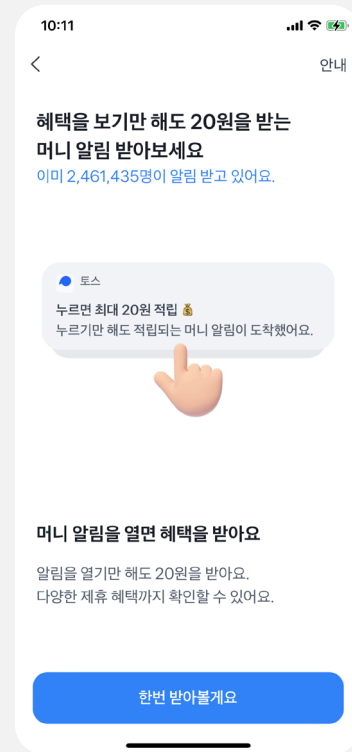 10:11
안내
혜택을 보기만 해도 20원을 받는
머니 알림 받아보세요
이미 2,461,435명이 알림 받고 있어요.
토스
누르면 최대 20원 적립 💰
누르기만 해도 적립되는 머니 알림이 도착했어요.
머니 알림을 열면 혜택을 받아요
알림을 열기만 해도 20원을 받아요.
다양한 제휴 혜택까지 확인할 수 있어요.
한번 받아볼게요